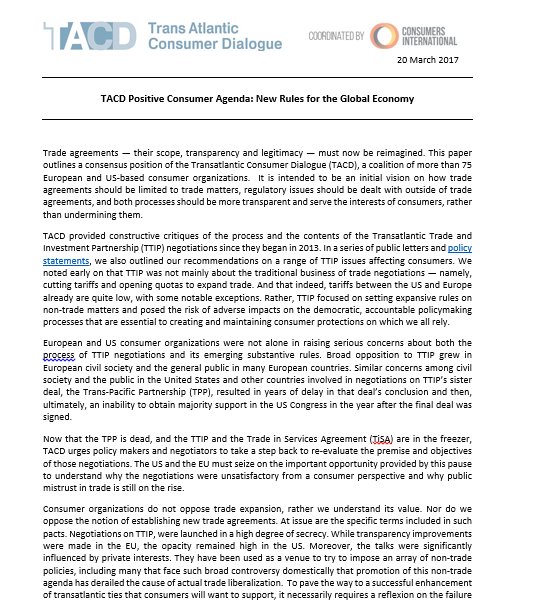 TACD
Trans Atlantic
Consumer Dialogue
COORDINATED BY
CONSUMERS
INTERNATIONAL
20 March 2017
TACD Positive Consumer Agenda: New Rules for the Global Economy
Trade agreements — their scope, transparency and legitimacy — must now be reimagined. This paper
outlines a consensus position of the Transatlantic Consumer Dialogue (TACD), a coalition of more than 75
European and US-based consumer organizations. It is intended to be an initial vision on how trade
agreements should be limited to trade matters, regulatory issues should be dealt with outside of trade
agreements, and both processes should be more transparent and serve the interests of consumers, rather
than undermining them.
TACD provided constructive critiques of the process and the contents of the Transatlantic Trade and
Investment Partnership (TTIP) negotiations since they began in 2013. In a series of public letters and policy
statements, we also outlined our recommendations on a range of TTIP issues affecting consumers. We
noted early on that TTIP was not mainly about the traditional business of trade negotiations — namely,
cutting tariffs and opening quotas to expand trade. And that indeed, tariffs between the US and Europe
already are quite low, with some notable exceptions. Rather, TTIP focused on setting expansive rules on
non-trade matters and posed the risk of adverse impacts on the democratic, accountable policymaking
processes that are essential to creating and maintaining consumer protections on which we all rely.
European and US consumer organizations were not alone in raising serious concerns about both the
process of TTIP negotiations and its emerging substantive rules. Broad opposition to TTIP grew in
European civil society and the general public in many European countries. Similar concerns among civil
society and the public in the United States and other countries involved in negotiations on TTIP's sister
deal, the Trans-Pacific Partnership (TPP), resulted in years of delay in that deal's conclusion and then,
ultimately, an inability to obtain majority support in the US Congress in the year after the final deal was
signed.
Now that the TPP is dead, and the TTIP and the Trade in Services Agreement (TiSA) are in the freezer,
TACD urges policy makers and negotiators to take a step back to re-evaluate the premise and objectives
of those negotiations. The US and the EU must seize on the important opportunity provided by this pause
to understand why the negotiations were unsatisfactory from a consumer perspective and why public
mistrust in trade is still on the rise.
Consumer organizations do not oppose trade expansion, rather we understand its value. Nor do we
oppose the notion of establishing new trade agreements. At issue are the specific terms included in such
pacts. Negotiations on TTIP, were launched in a high degree of secrecy. While transparency improvements
were made in the EU, the opacity remained high in the US. Moreover, the talks were significantly
influenced by private interests. They have been used as a venue to try to impose an array of non-trade
policies, including many that face such broad controversy domestically that promotion of this non-trade
agenda has derailed the cause of actual trade liberalization. To pave the way to a successful enhancement
of transatlantic ties that consumers will want to support, it necessarily requires a reflexion on the failure